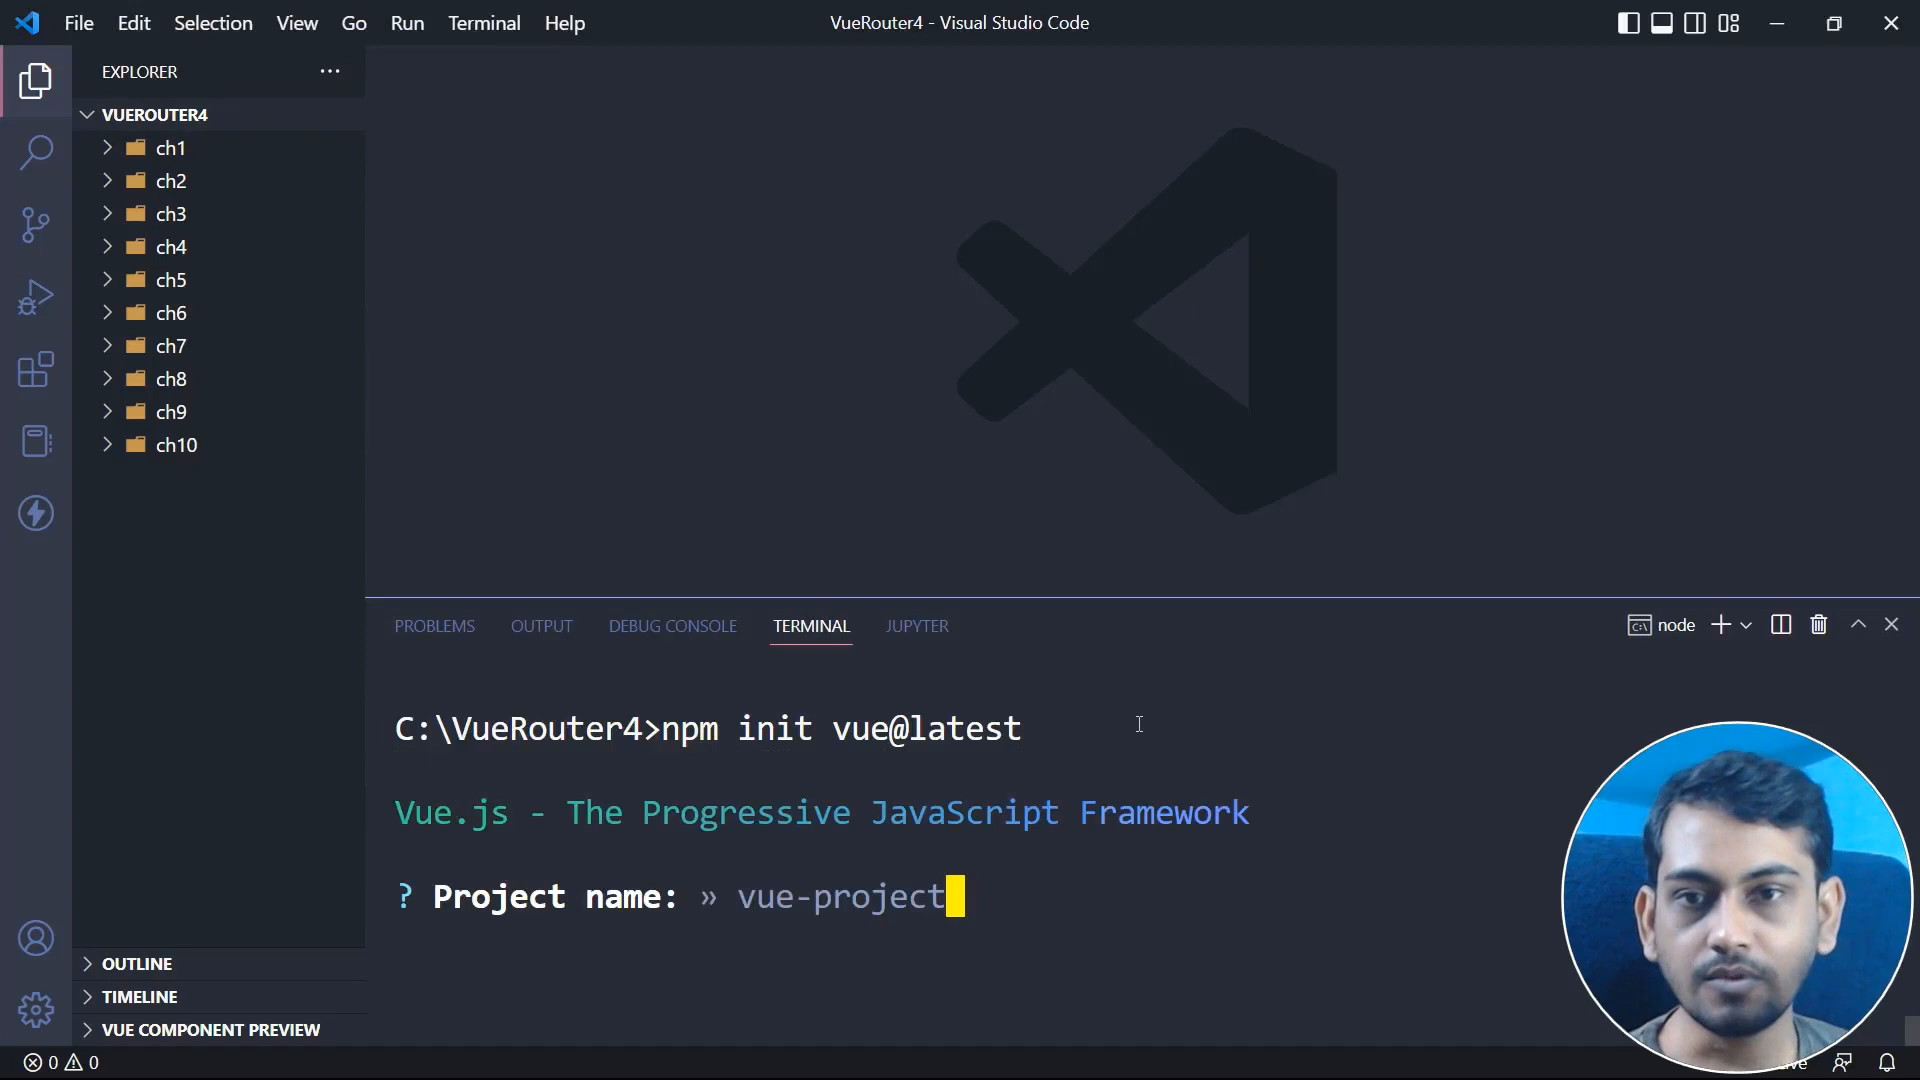 File Edit Selection View Go Run Terminal Help
VueRouter4 - Visual Studio Code
EXPLORER
VUEROUTER4
ch1
ch2
ch3
ch4
ch5
ch6
ch7
ch8
ch9
ch10
PROBLEMS OUTPUT DEBUG CONSOLE TERMINAL JUPYTER
node
C:\VueRouter4>npm init vue@latest
Vue.js - The Progressive JavaScript Framework
? Project name: » vue-project
OUTLINE
TIMELINE
VUE COMPONENT PREVIEW
0 0